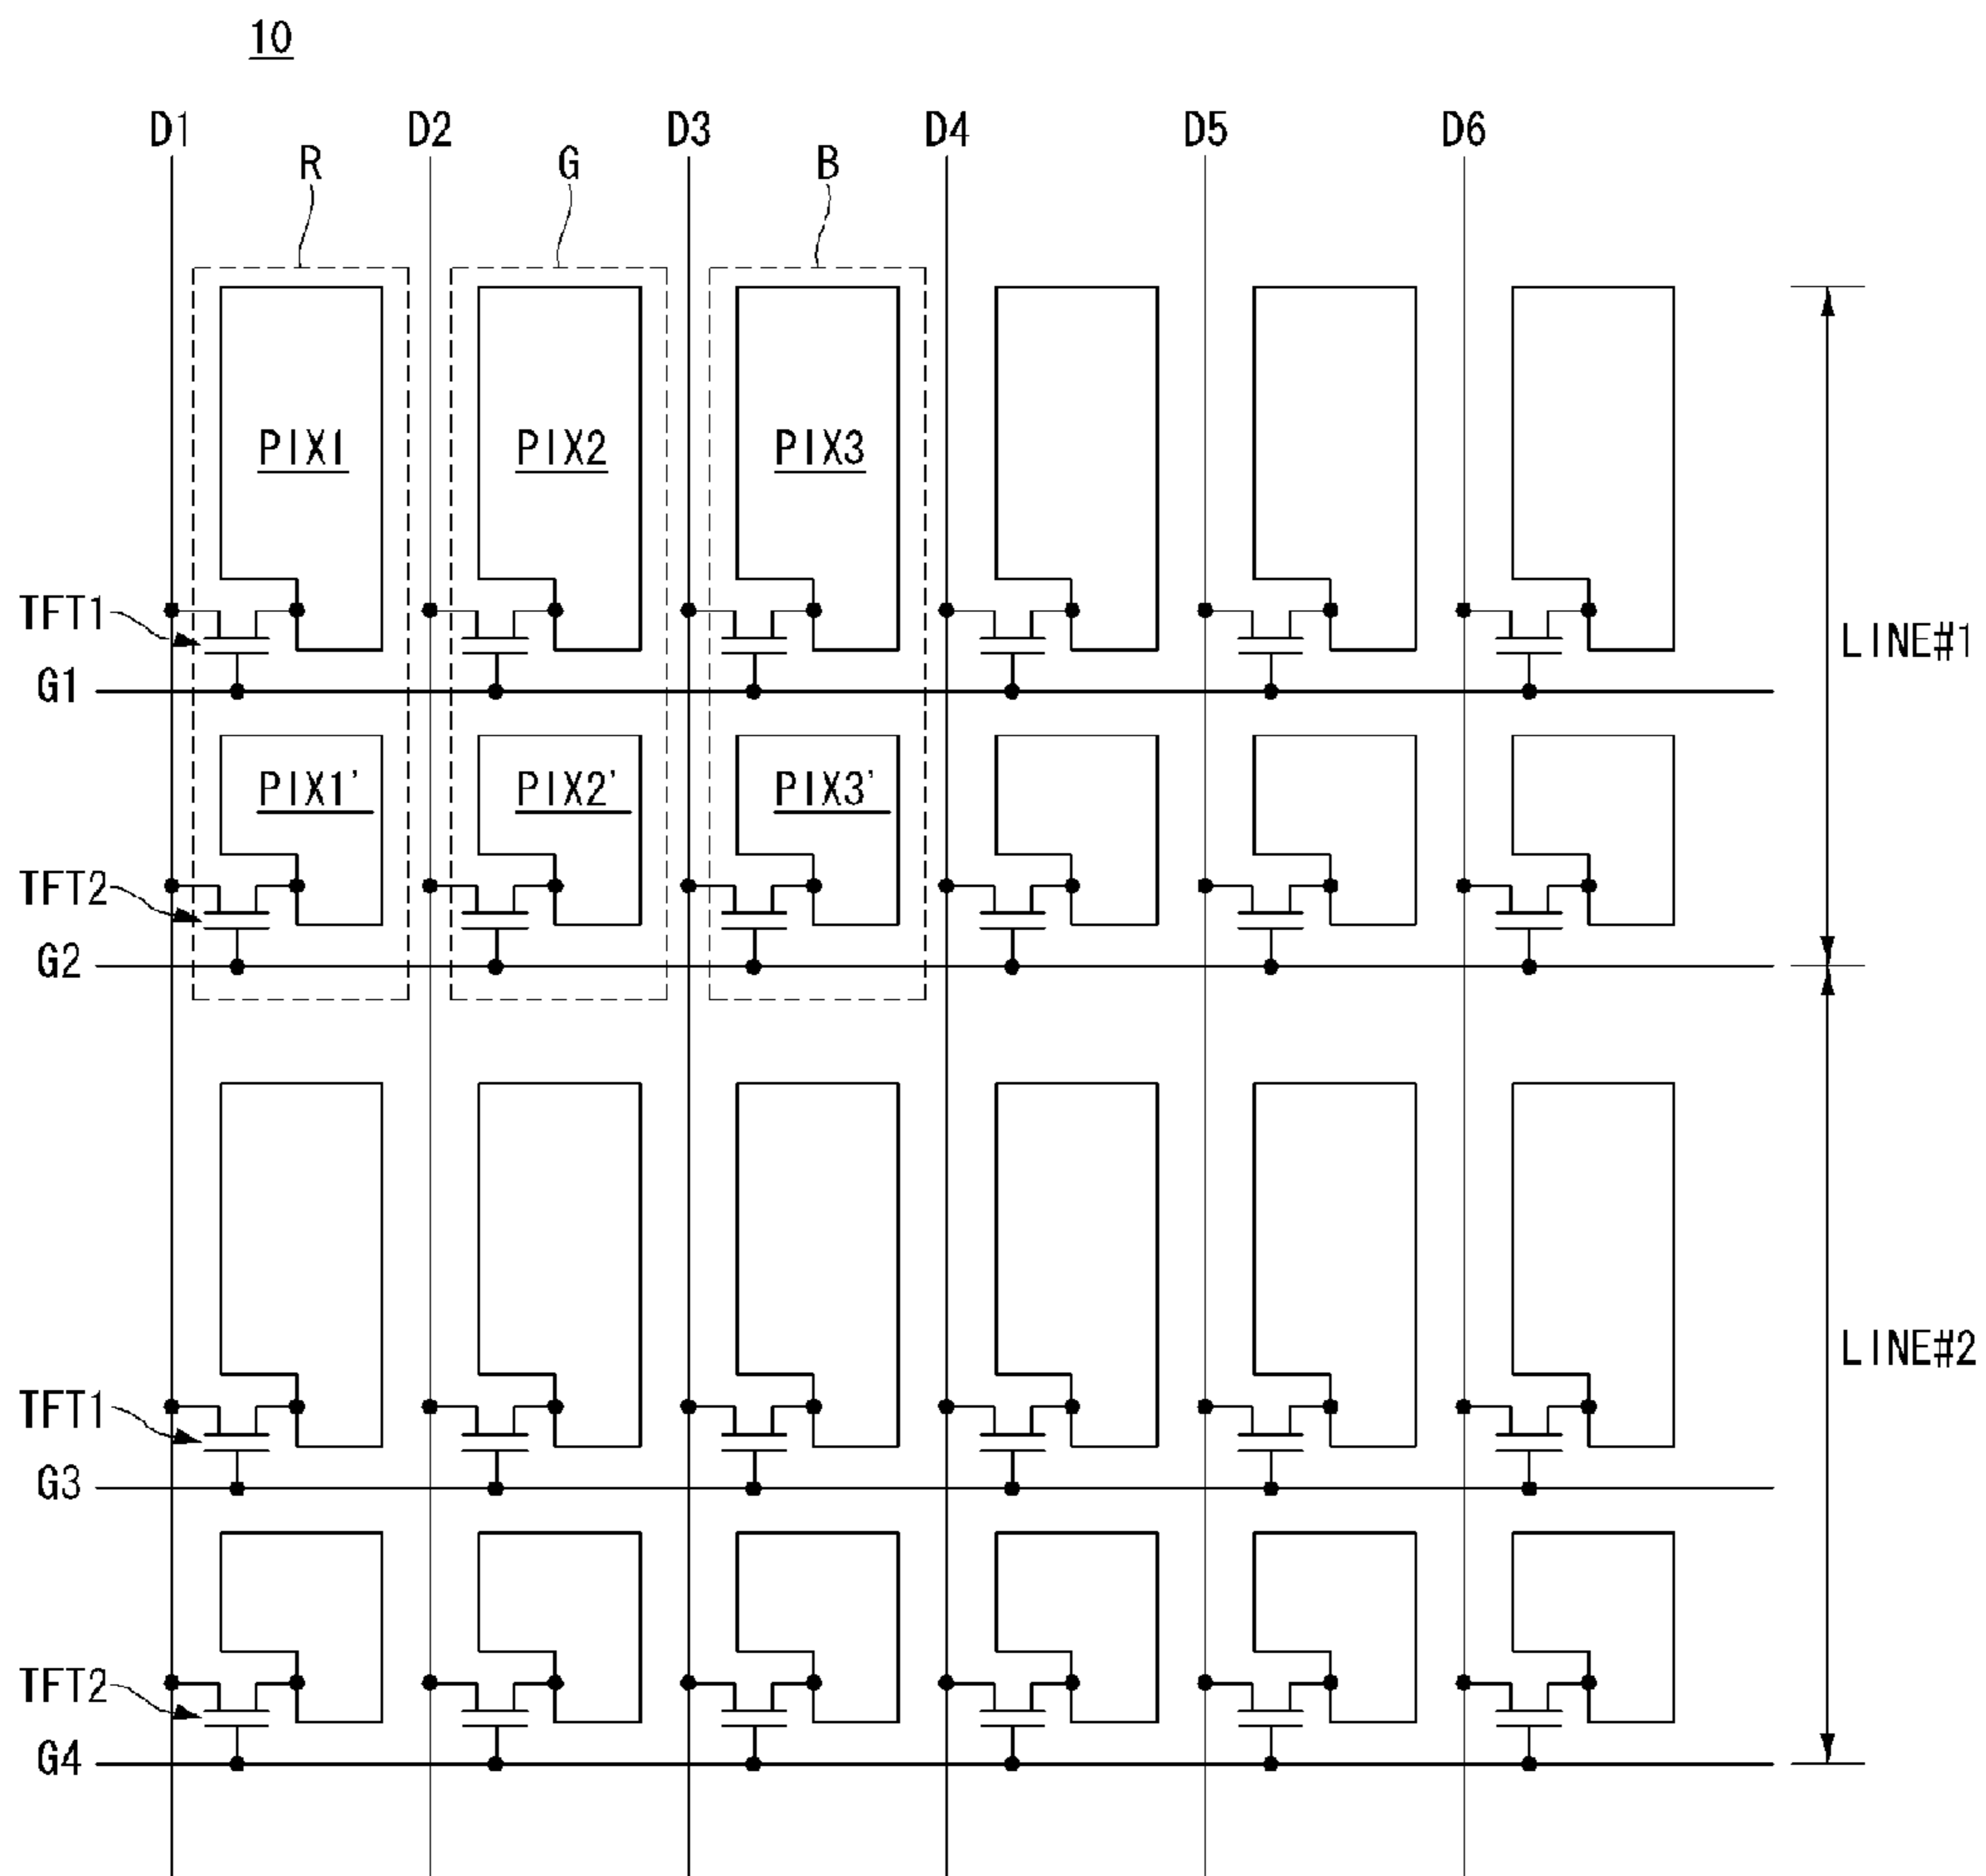 10
D1 D2 D3 D4 D5 D6
R G B
PIX1 PIX2 PIX3
TFT1
LINE#1
G1
PIX1' PIX2' PIX3'
TFT2
G2
LINE#2
TFT1
G3
TFT2
G4